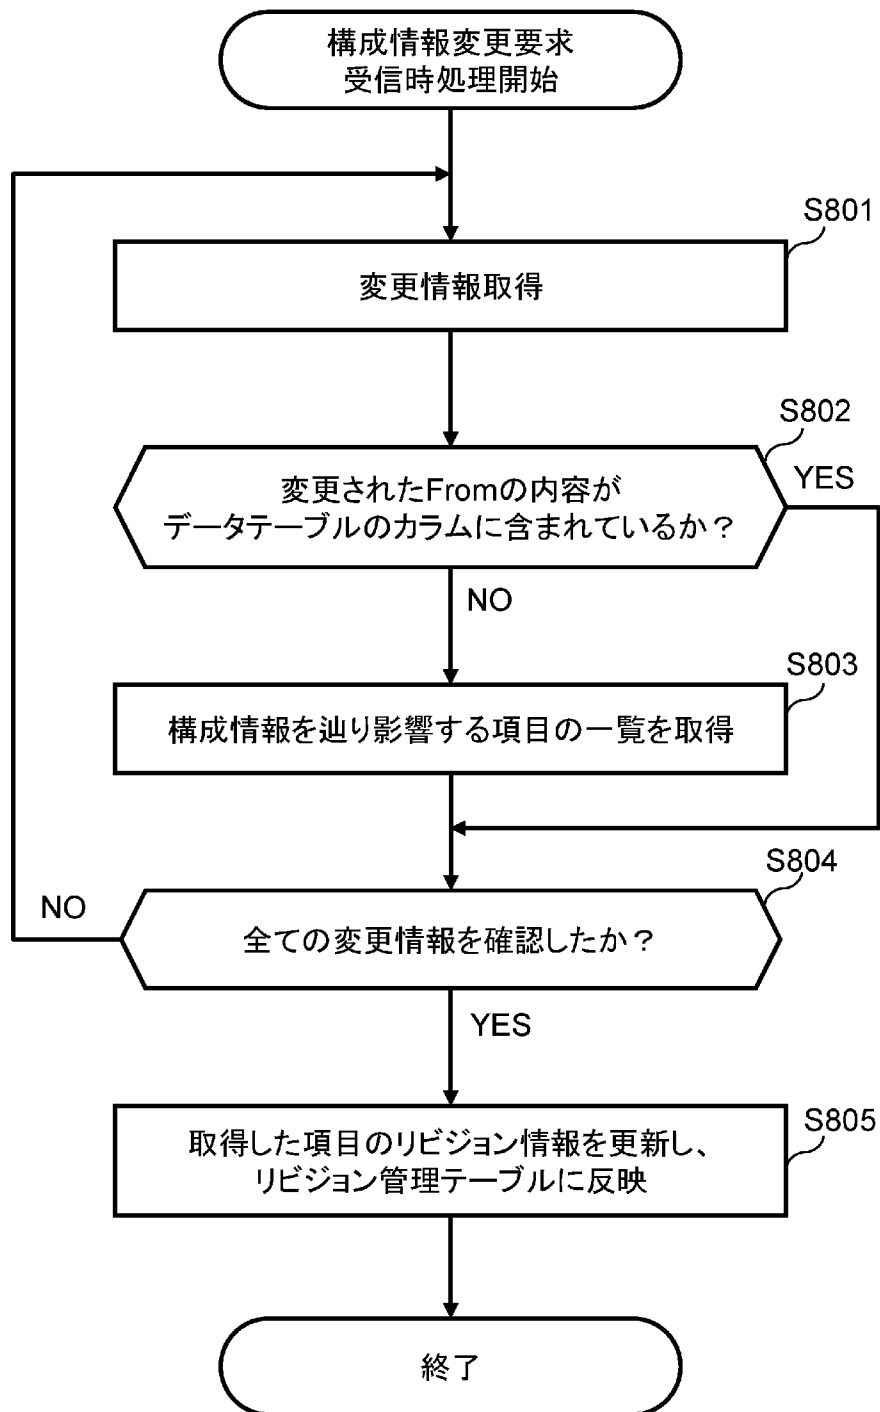 構成情報変更要求
受信時処理開始
S801
変更情報取得
S802
変更されたFromの内容が
データテーブルのカラムに含まれているか？
YES
NO
S803
構成情報を辿り影響する項目の一覧を取得
S804
全ての変更情報を確認したか？
NO
YES
S805
取得した項目のリビジョン情報を更新し、
リビジョン管理テーブルに反映
終了